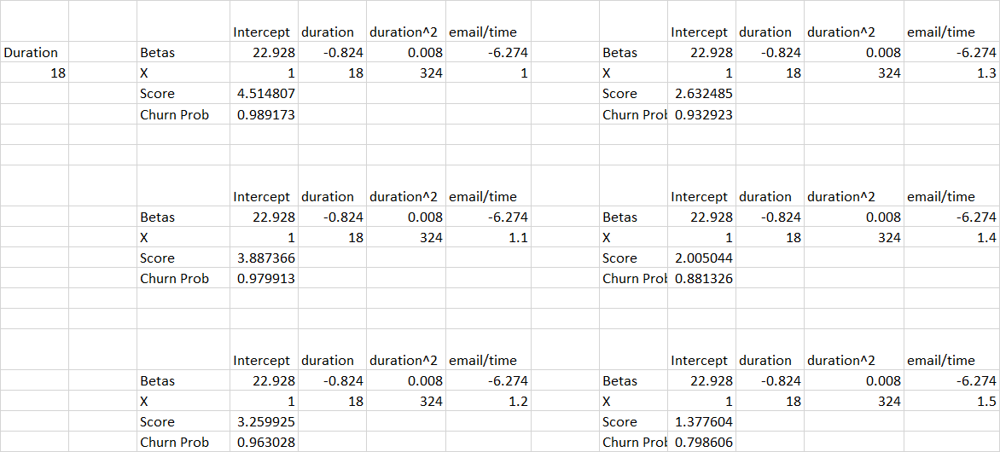 Intercept duration duration^2 email/time Intercept duration duration^2 email/time
Duration Betas 22.928 -0.824 0.008 -6.274 Betas 22.928 -0.824 0.008 -6.274
18 X 1 18 324 1 X 1 18 324 1.3
Score 4.514807 Score 2.632485
Churn Prob 0.989173 Churn Prob 0.932923
Intercept duration duration^2 email/time Intercept duration duration^2 email/time
Betas 22.928 -0.824 0.008 -6.274 Betas 22.928 -0.824 0.008 -6.274
X 1 18 324 1.1 X 1 18 324 1.4
Score 3.887366 Score 2.005044
Churn Prob 0.979913 Churn Prob 0.881326
Intercept duration duration^2 email/time Intercept duration duration^2 email/time
Betas 22.928 -0.824 0.008 -6.274 Betas 22.928 -0.824 0.008 -6.274
X 1 18 324 1.2 X 1 18 324 1.5
Score 3.259925 Score 1.377604
Churn Prob 0.963028 Churn Prob 0.798606